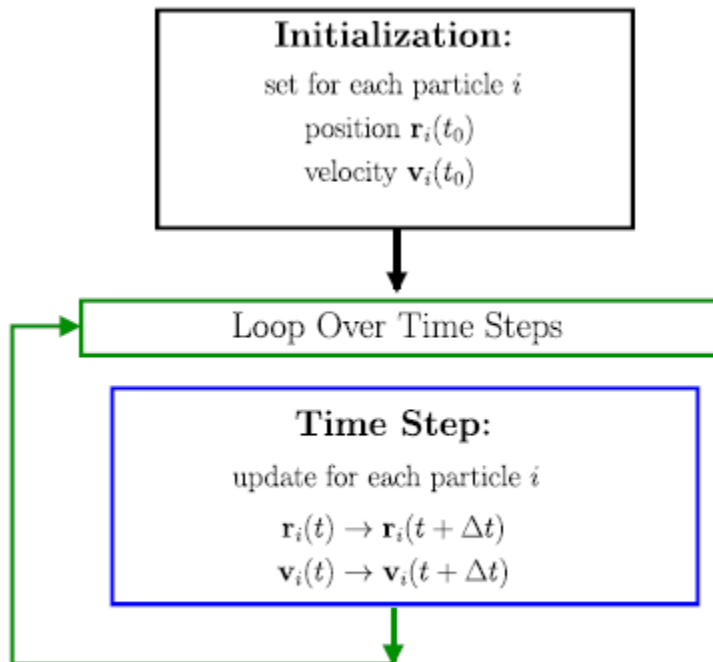 Initialization:
set for each particle i
position r_i(t_0)
velocity v_i(t_0)
Loop Over Time Steps
Time Step:
update for each particle i
r_i(t) → r_i(t + Δt)
v_i(t) → v_i(t + Δt)